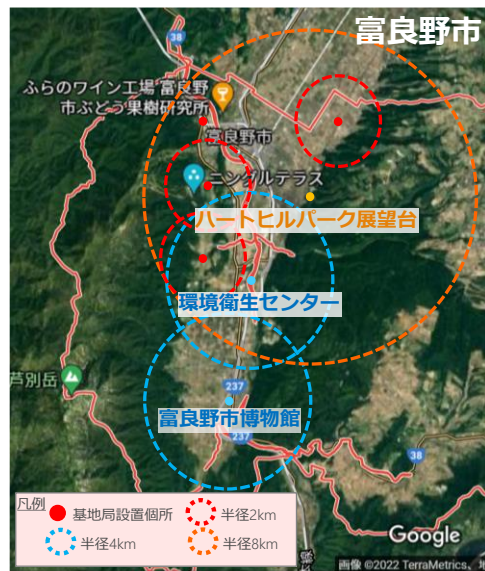 富良野市
38
ふらのワイン工場 富良野
市ぶどう果樹研究所
富良野市
ニングルテラス
ハートヒルパーク展望台
環境衛生センター
芦別岳
237
富良野市博物館
237
38
凡例
基地局設置個所
半径2km
半径4km
半径8km
Google
画像 ©2022 TerraMetrics、